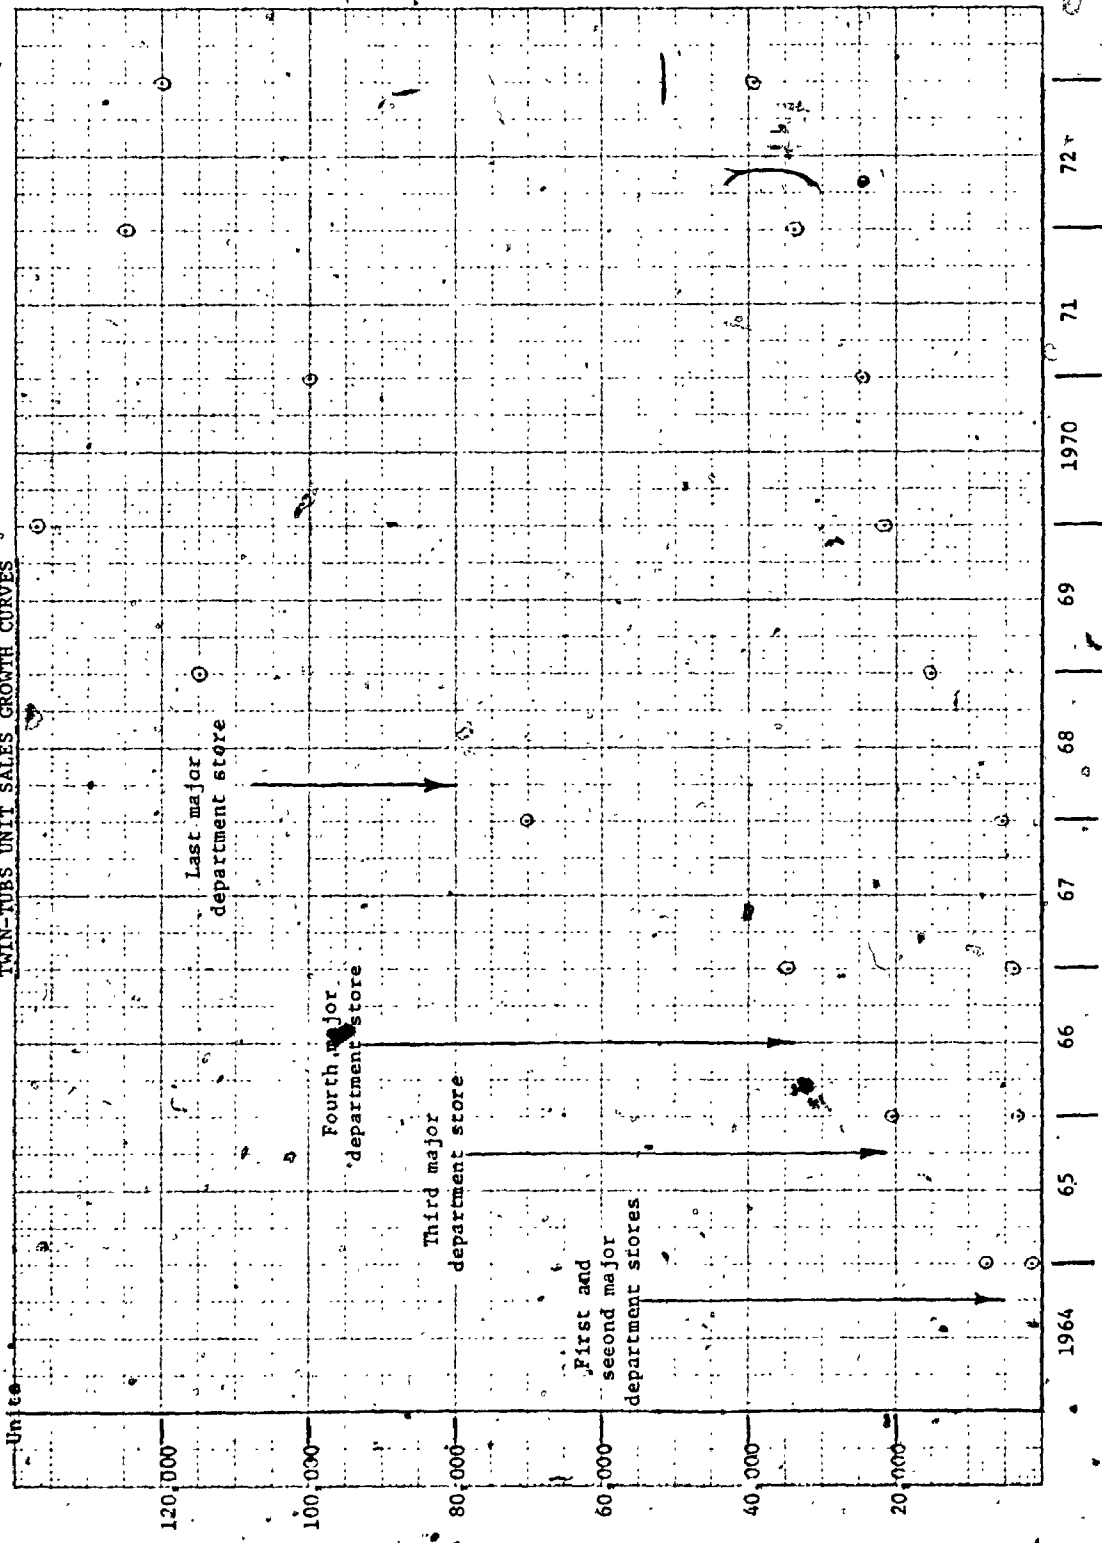 TWIN-TUBS UNIT SALES GROWTH CURVES
Units
120,000
100,000
80,000
60,000
40,000
20,000
Last major
department store
Fourth major
department store
Third major
department store
First and
second major
department stores
1964
65
66
67
68
69
1970
71
72